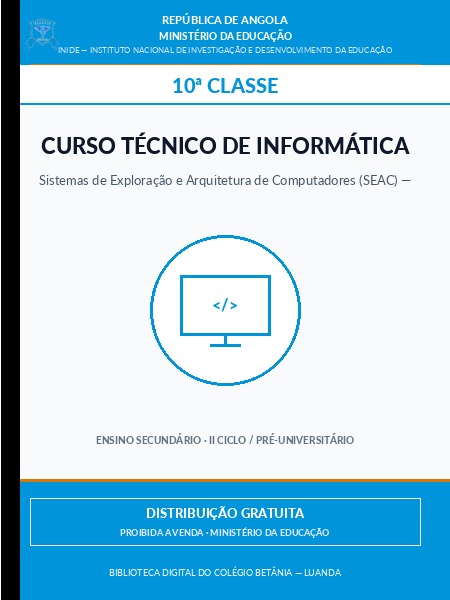 REPÚBLICA DE ANGOLA
MINISTÉRIO DA EDUCAÇÃO
INIDE — INSTITUTO NACIONAL DE INVESTIGAÇÃO E DESENVOLVIMENTO DA EDUCAÇÃO
10ª CLASSE
CURSO TÉCNICO DE INFORMÁTICA
Sistemas de Exploração e Arquitetura de Computadores (SEAC) —
</>
ENSINO SECUNDÁRIO · II CICLO / PRÉ-UNIVERSITÁRIO
DISTRIBUIÇÃO GRATUITA
PROIBIDA A VENDA · MINISTÉRIO DA EDUCAÇÃO
BIBLIOTECA DIGITAL DO COLÉGIO BETÂNIA — LUANDA